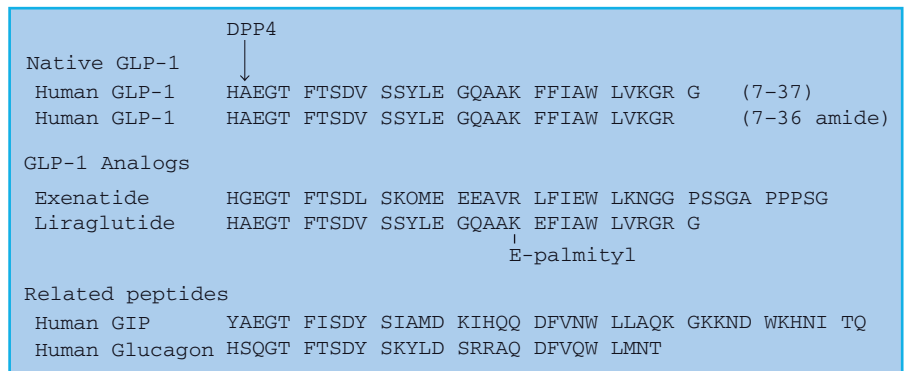 DPP4
Native GLP-1
Human GLP-1 HAEGT FTSDV SSYLE GQAAK FFIAW LVKGR G (7–37)
Human GLP-1 HAEGT FTSDV SSYLE GQAAK FFIAW LVKGR (7–36 amide)
GLP-1 Analogs
Exenatide HGEGT FTSDL SKOME EEAVR LFIEW LKNGG PSSGA PPPSG
Liraglutide HAEGT FTSDV SSYLE GQAAK EFIAW LVRGR G
E-palmityl
Related peptides
Human GIP YAEGT FISDY SIAMD KIHQQ DFVNW LLAQK GKKND WKHNI TQ
Human Glucagon HSQGT FTSDY SKYLD SRRAQ DFVQW LMNT